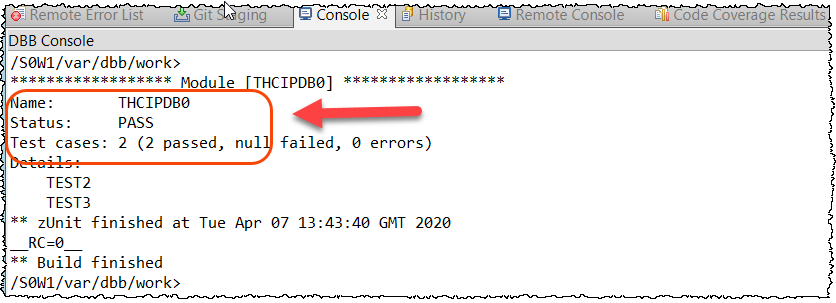 Remote Error List Git Staging Console History Remote Console Code Coverage Results
DBB Console
/S0W1/var/dbb/work>
****************** Module [THCIPDB0] ******************
Name: THCIPDB0
Status: PASS
Test cases: 2 (2 passed, null failed, 0 errors)
Details:
TEST2
TEST3
** zUnit finished at Tue Apr 07 13:43:40 GMT 2020
__RC=0__
** Build finished
/S0W1/var/dbb/work>